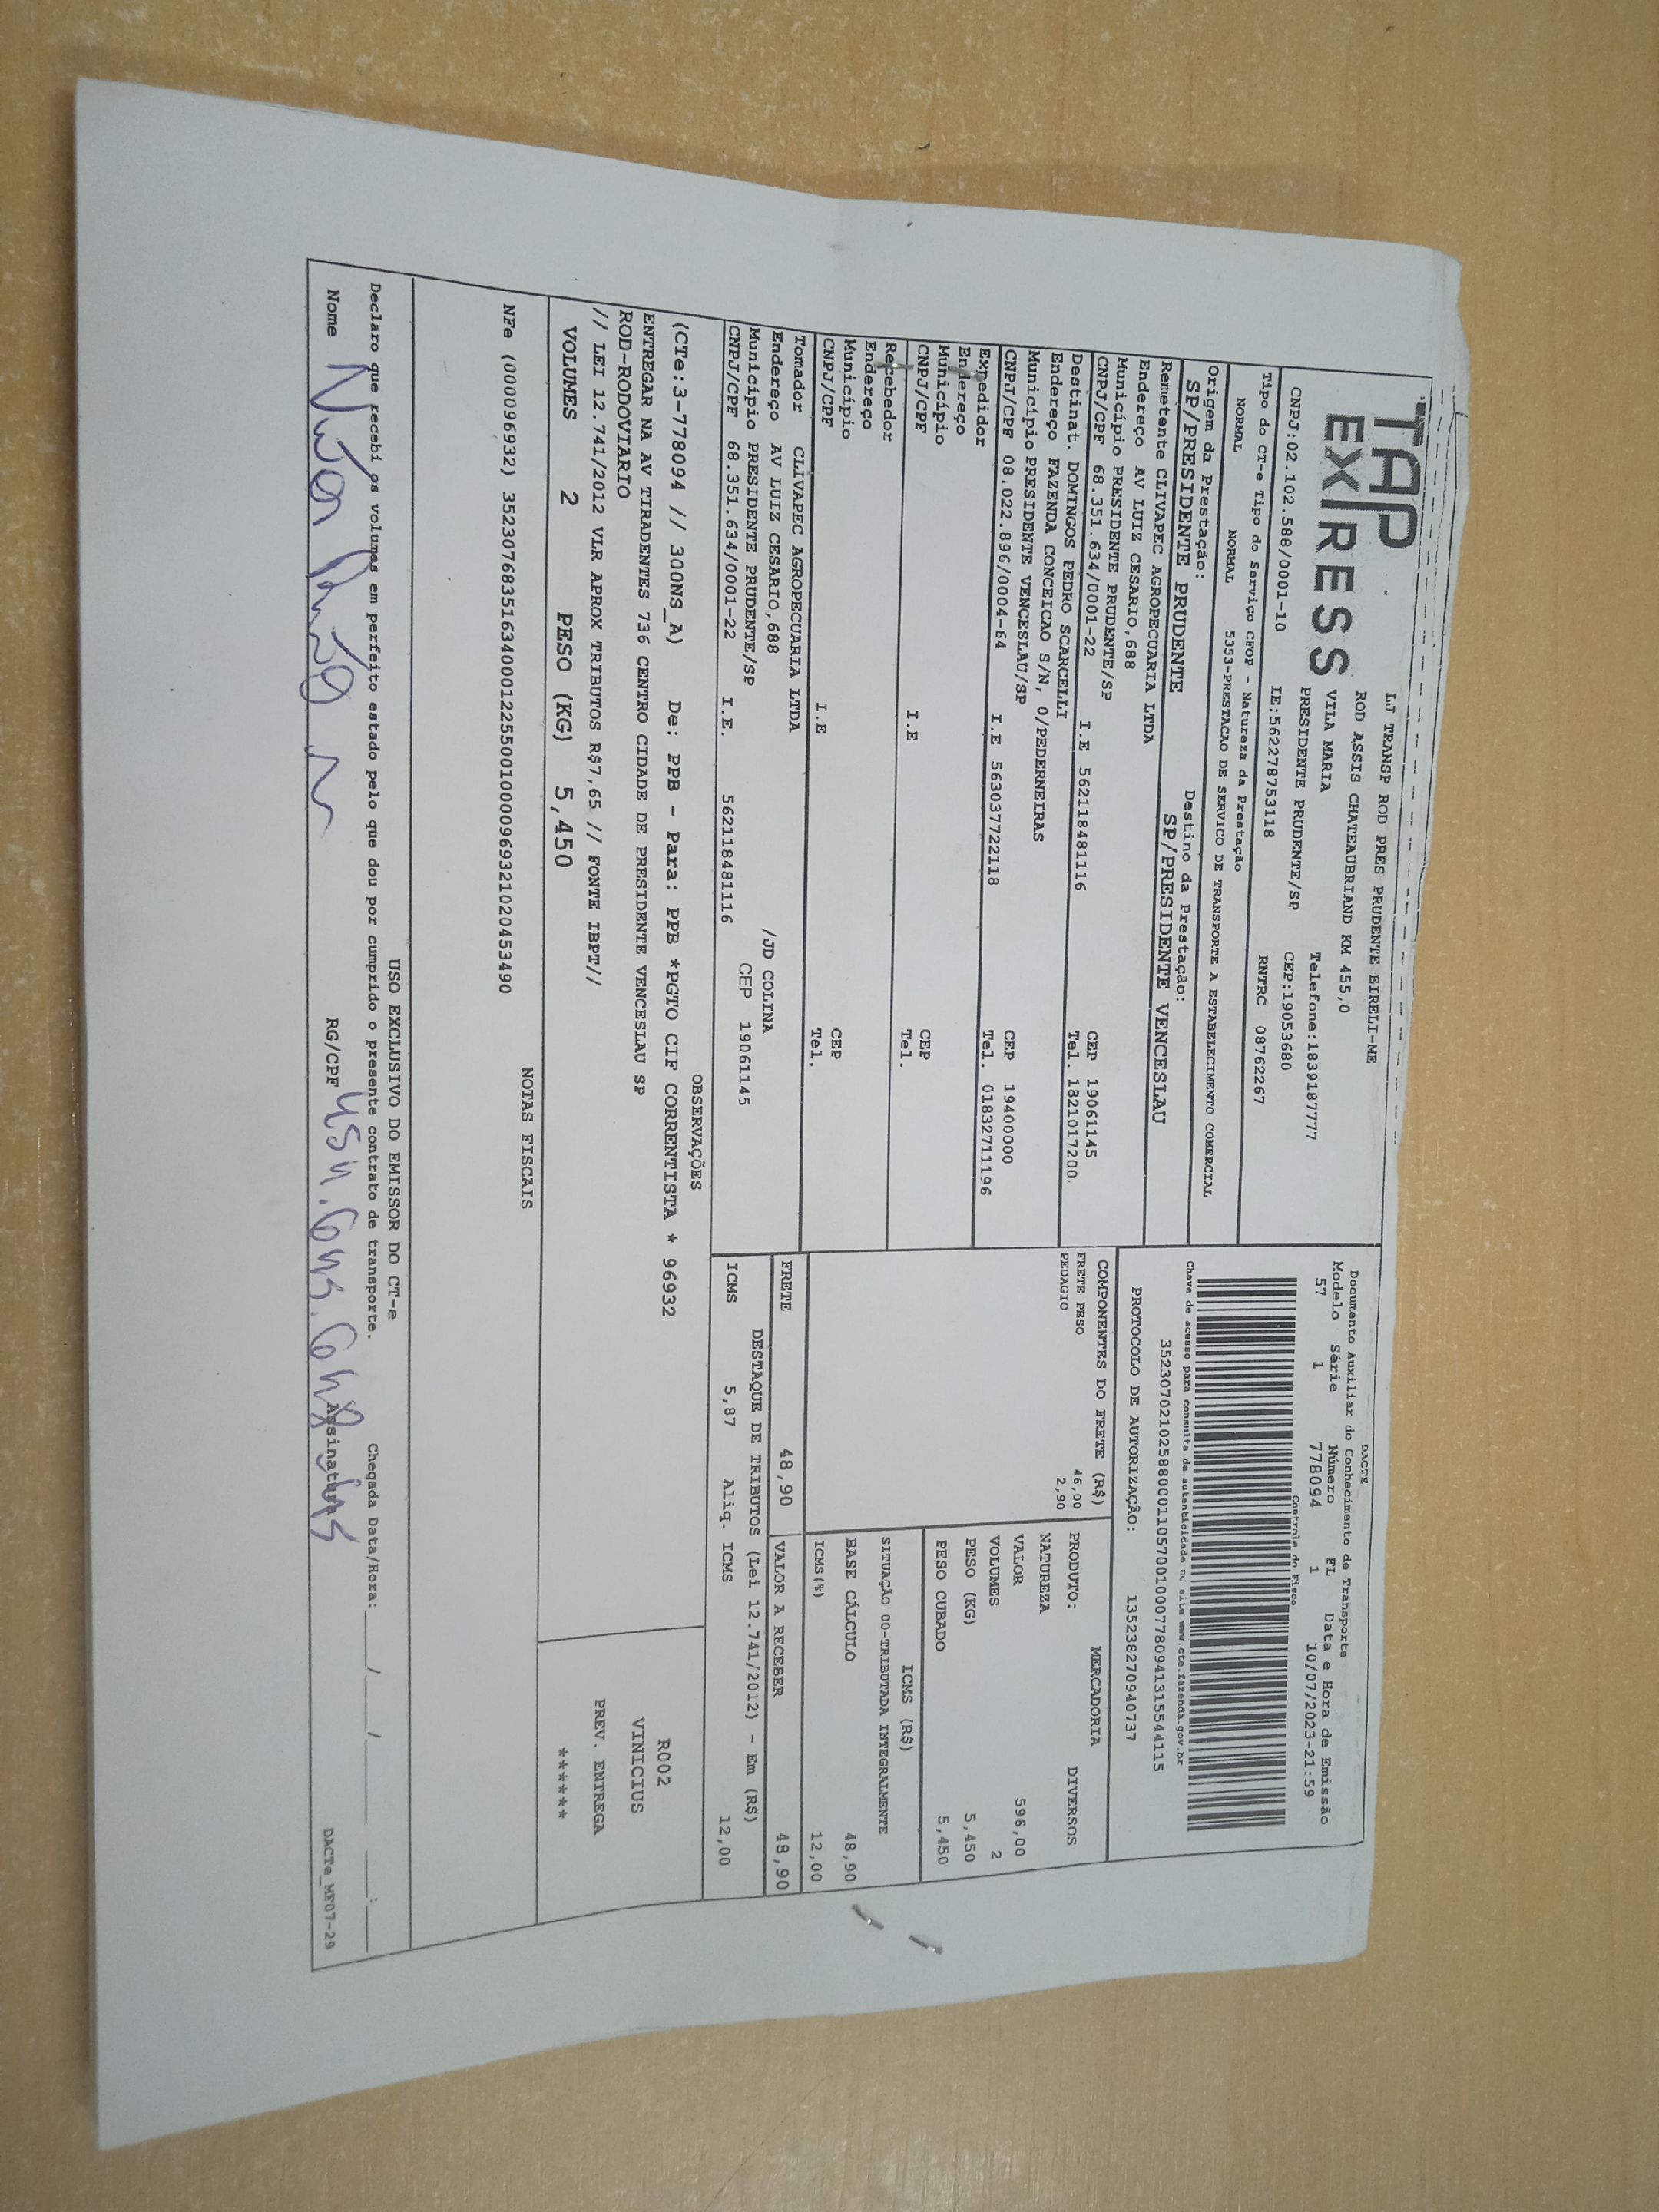 TAP
EXPRESS
LJ TRANSP ROD PRES PRUDENTE EIRELI-ME
ROD ASSIS CHATEAUBRIAND KM 455,0
VILA MARIA
PRESIDENTE PRUDENTE/SP
Telefone:1839187777
CEP:19053680
CNPJ:02.102.588/0001-10 IE:562278753118 RNTRC 08762267
DACTE
Documento Auxiliar do Conhecimento de Transporte
Modelo Série Número FL Data e Hora de Emissão
57 1 778094 1 10/07/2023-21:59
Controle do Fisco
Chave de acesso para consulta de autenticidade no site www.cte.fazenda.gov.br
35230702102588000110570010007780941315544115
PROTOCOLO DE AUTORIZAÇÃO: 135238270940737
Tipo do CT-e Tipo do Serviço CFOP - Natureza da Prestação
NORMAL NORMAL 5353-PRESTACAO DE SERVICO DE TRANSPORTE A ESTABELECIMENTO COMERCIAL
Origem da Prestação: Destino da Prestação:
SP/PRESIDENTE PRUDENTE SP/PRESIDENTE VENCESLAU
Remetente CLIVAPEC AGROPECUARIA LTDA
Endereço AV LUIZ CESARIO,688
Município PRESIDENTE PRUDENTE/SP CEP 19061145
CNPJ/CPF 68.351.634/0001-22 I.E 562118481116 Tel. 1821017200.
Destinat. DOMINGOS PEDRO SCARCELLI
Endereço FAZENDA CONCEICAO S/N, 0/PEDERNEIRAS
Município PRESIDENTE VENCESLAU/SP CEP 19400000
CNPJ/CPF 08.022.896/0004-64 I.E 563037722118 Tel. 01832711196
Expedidor
Endereço
Município CEP
CNPJ/CPF I.E Tel.
Recebedor
Endereço
Município CEP
CNPJ/CPF I.E Tel.
Tomador CLIVAPEC AGROPECUARIA LTDA
Endereço AV LUIZ CESARIO,688 /JD COLINA
Município PRESIDENTE PRUDENTE/SP CEP 19061145
CNPJ/CPF 68.351.634/0001-22 I.E. 562118481116
COMPONENTES DO FRETE (R$)
FRETE PESO 46,00
PEDAGIO 2,90
MERCADORIA
PRODUTO: DIVERSOS
NATUREZA
VALOR 596,00
VOLUMES 2
PESO (KG) 5,450
PESO CUBADO 5,450
ICMS (R$)
SITUAÇÃO 00-TRIBUTADA INTEGRALMENTE
BASE CÁLCULO 48,90
ICMS(%) 12,00
FRETE 48,90 VALOR A RECEBER 48,90
DESTAQUE DE TRIBUTOS (Lei 12.741/2012) - Em (R$)
ICMS 5,87 Aliq. ICMS 12,00
OBSERVAÇÕES
(CTe:3-778094 // 300NS_A) De: PPB - Para: PPB *PGTO CIF CORRENTISTA * 96932
ENTREGAR NA AV TIRADENTES 736 CENTRO CIDADE DE PRESIDENTE VENCESLAU SP
ROD-RODOVIARIO
// LEI 12.741/2012 VLR APROX TRIBUTOS R$7,65 // FONTE IBPT//
R002
VINICIUS
PREV. ENTREGA
******
VOLUMES 2 PESO (KG) 5,450
NOTAS FISCAIS
NFe (000096932) 35230768351634000122550010000969321020453490
USO EXCLUSIVO DO EMISSOR DO CT-e
Declaro que recebi os volumes em perfeito estado pelo que dou por cumprido o presente contrato de transporte. Chegada Data/Hora:____/____/______ ____:____
Nome RG/CPF Assinatura DACTe_MF07-29